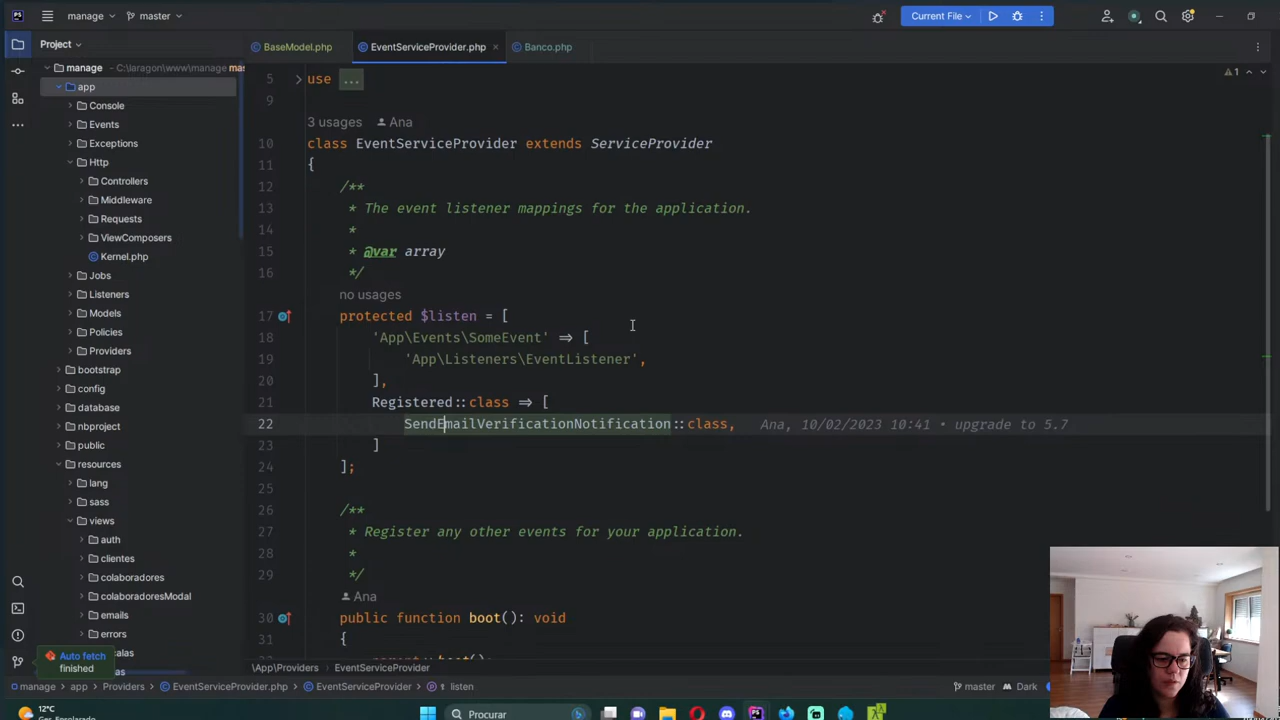 manage master Current File
Project BaseModel.php EventServiceProvider.php Banco.php
manage C:\laragon\www\manage mas
app
Console
Events
Exceptions
Http
Controllers
Middleware
Requests
ViewComposers
Kernel.php
Jobs
Listeners
Models
Policies
Providers
bootstrap
config
database
nbproject
public
resources
lang
sass
views
auth
clientes
colaboradores
colaboradoresModal
emails
errors
Auto fetch
finished
1
5 use ...
9
3 usages Ana
10 class EventServiceProvider extends ServiceProvider
11 {
12 /**
13 * The event listener mappings for the application.
14 *
15 * @var array
16 */
no usages
17 protected $listen = [
18 'App\Events\SomeEvent' => [
19 'App\Listeners\EventListener',
20 ],
21 Registered::class => [
22 SendEmailVerificationNotification::class, Ana, 10/02/2023 10:41 • upgrade to 5.7
23 ]
24 ];
25
26 /**
27 * Register any other events for your application.
28 *
29 */
Ana
30 public function boot(): void
31 {
\App\Providers EventServiceProvider
manage app Providers EventServiceProvider.php EventServiceProvider listen master Dark
12°C
Procurar